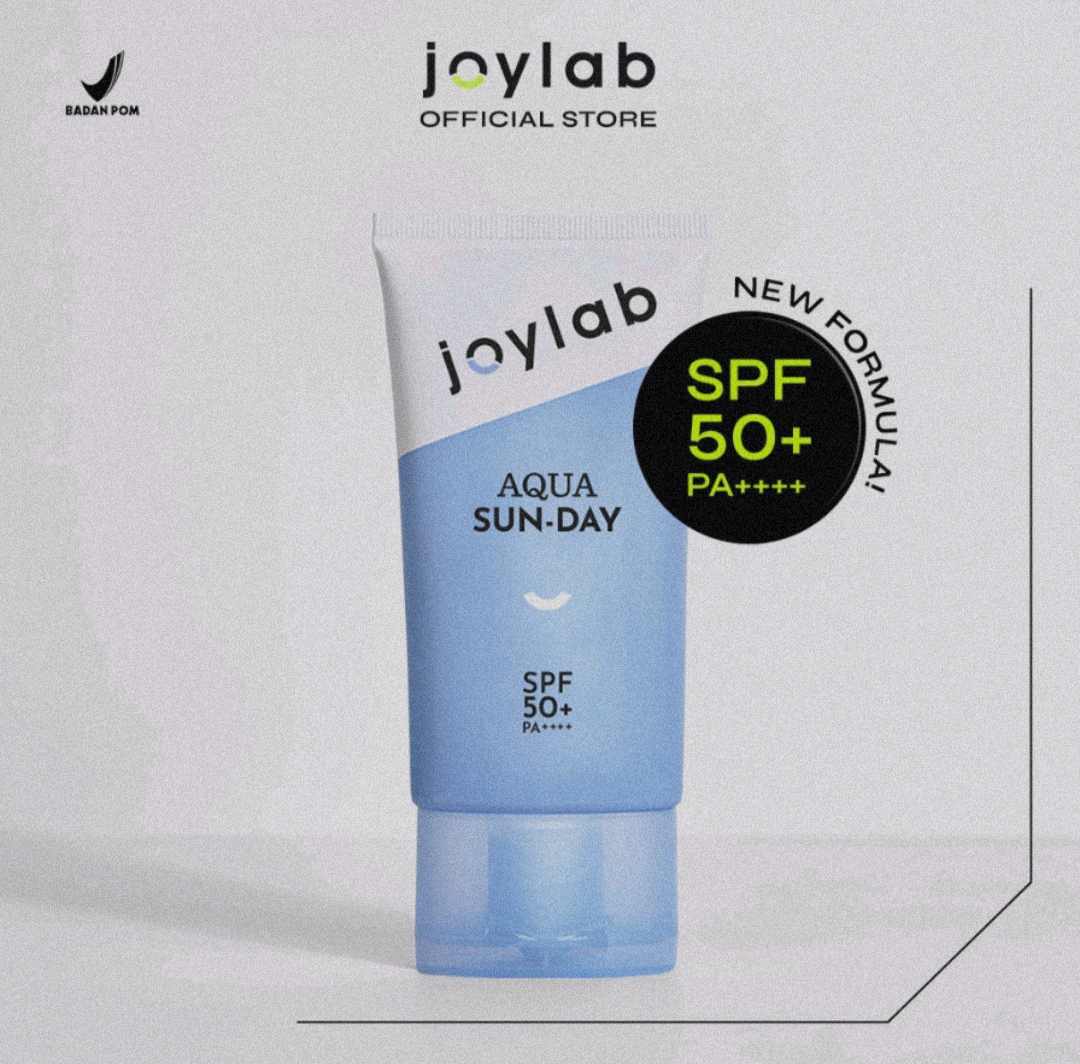 BADAN POM
joylab
OFFICIAL STORE
joylab
NEW FORMULA!
SPF
50+
PA++++
AQUA
SUN-DAY
SPF
50+
PA++++